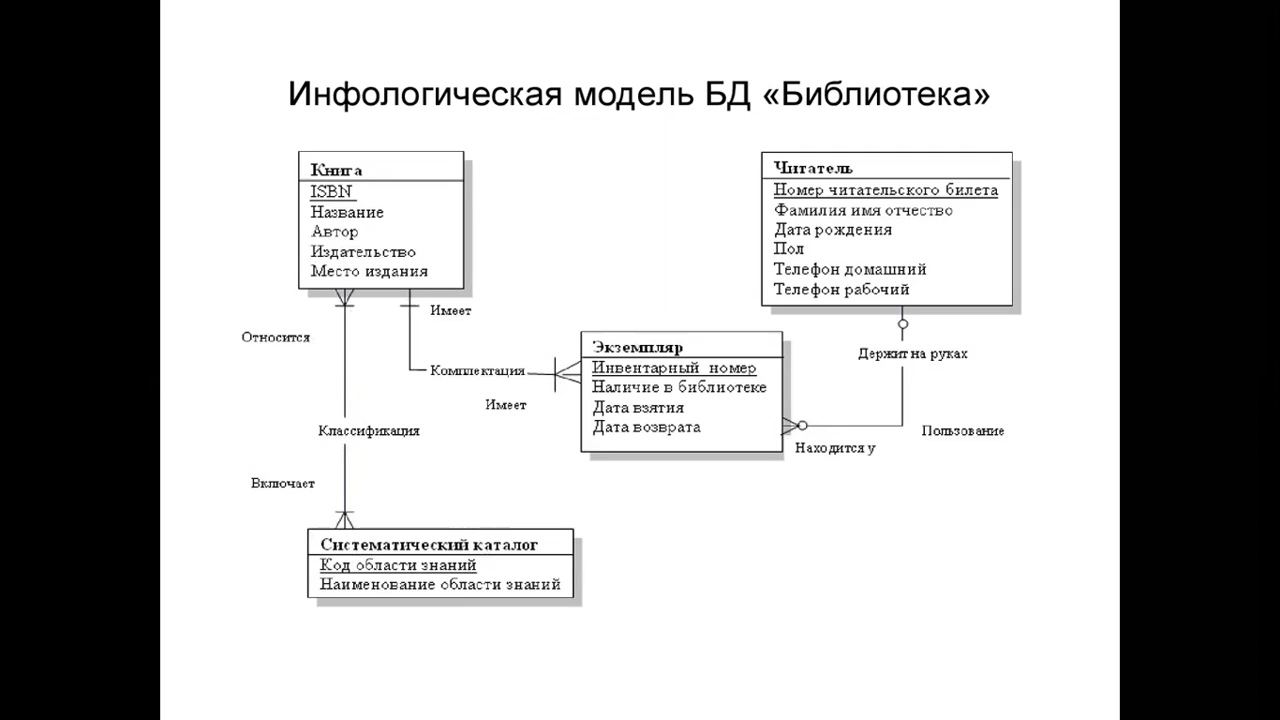 Инфологическая модель БД «Библиотека»
Книга
ISBN
Название
Автор
Издательство
Место издания
Читатель
Номер читательского билета
Фамилия имя отчество
Дата рождения
Пол
Телефон домашний
Телефон рабочий
Имеет
Относится
Комплектация
Имеет
Экземпляр
Инвентарный номер
Наличие в библиотеке
Дата взятия
Дата возврата
Держит на руках
Находится у
Пользование
Классификация
Включает
Систематический каталог
Код области знаний
Наименование области знаний